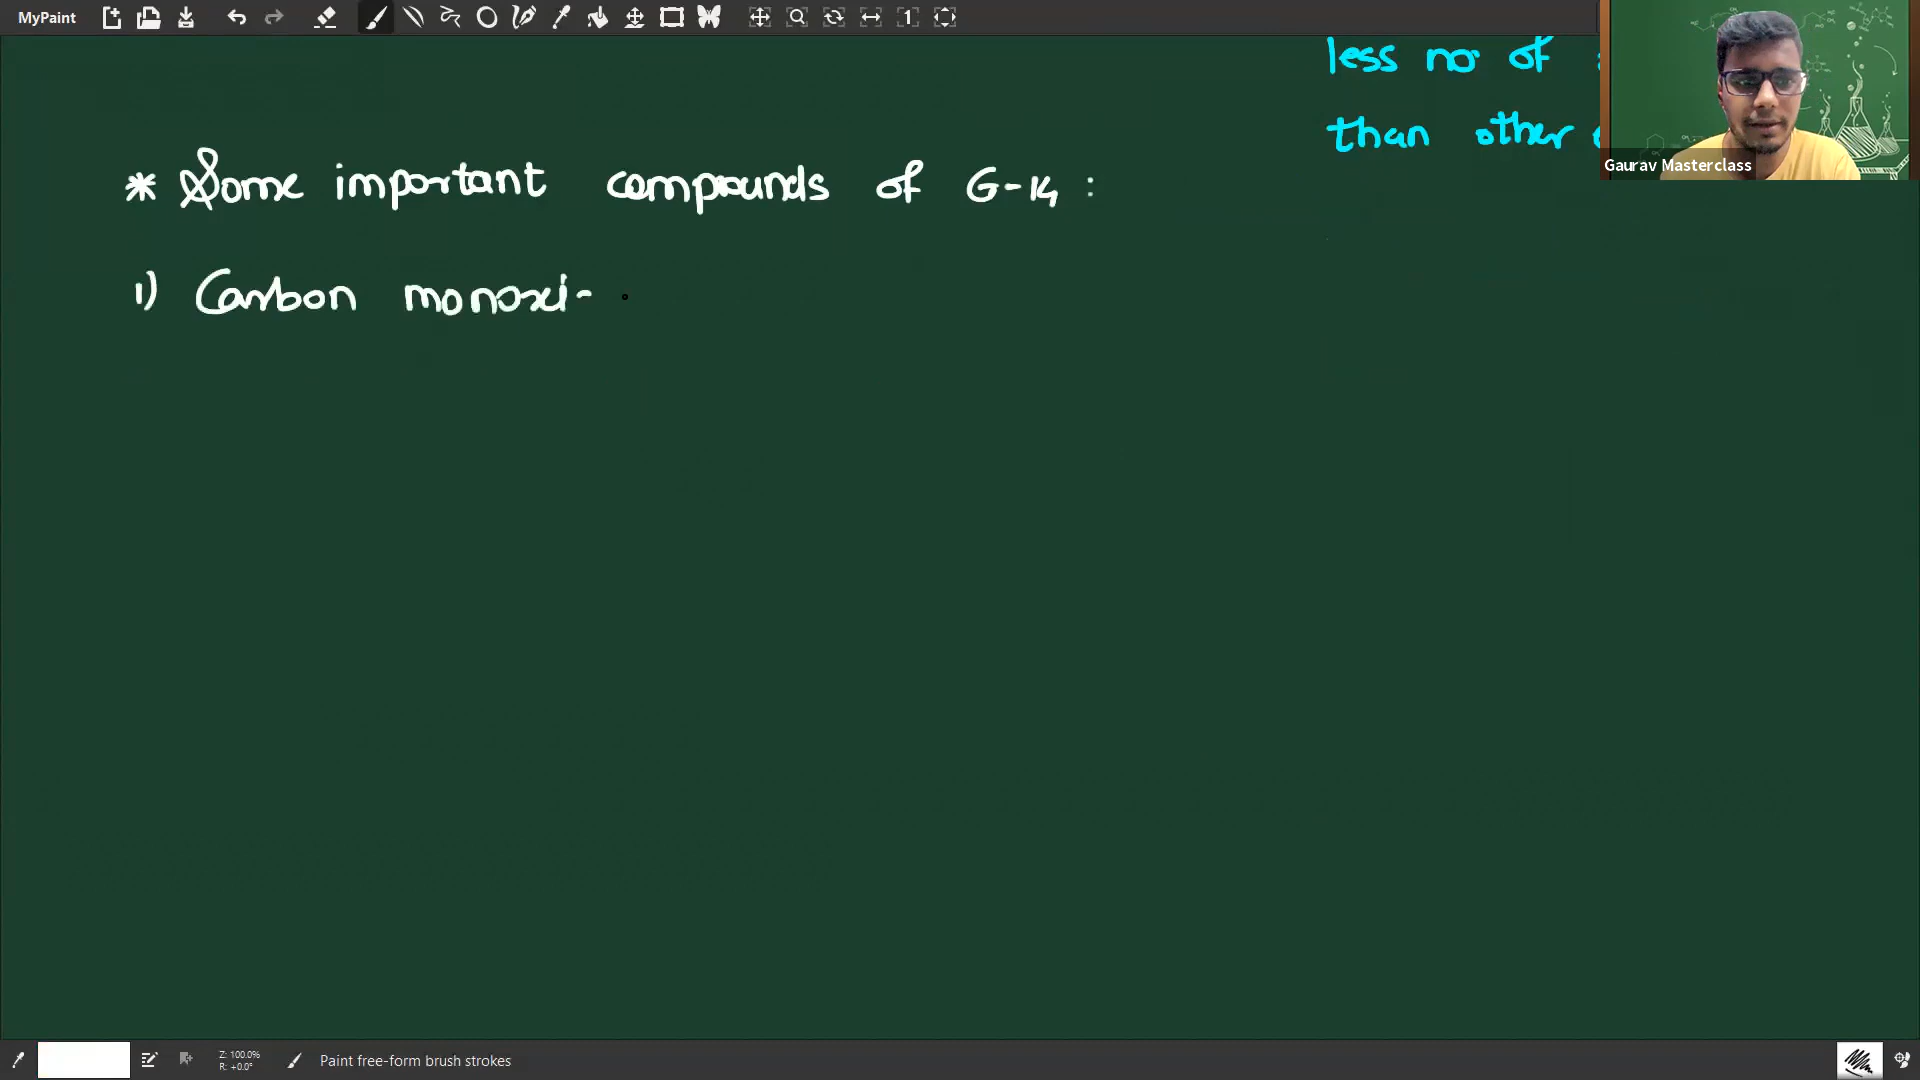 MyPaint
less no. of
than other
Gaurav Masterclass
* Some important compounds of G-14 :
1) Carbon monoxi-
Z: 100.0%
R: +0.0°
Paint free-form brush strokes